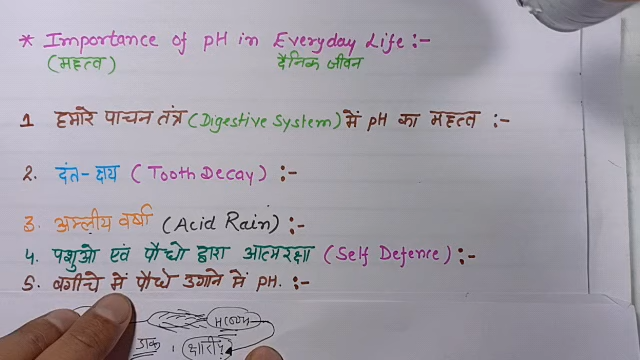 * Importance of pH in Everyday Life :-
(महत्व) दैनिक जीवन
1 हमारे पाचन तंत्र (Digestive System) में pH का महत्व :-
2. दंत-क्षय (Tooth Decay) :-
3. अम्लीय वर्षा (Acid Rain) :-
4. पशुओ एवं पौधो द्वारा आत्मरक्षा (Self Defence) :-
5. बगीचे में पौधे उगाने में pH. :-